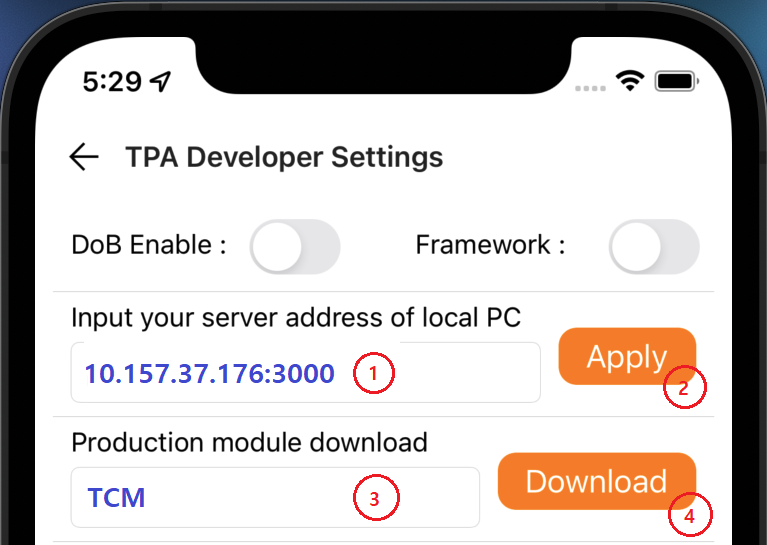 5:29
TPA Developer Settings
DoB Enable : Framework :
Input your server address of local PC
10.157.37.176:3000 1 Apply 2
Production module download
TCM 3 Download 4